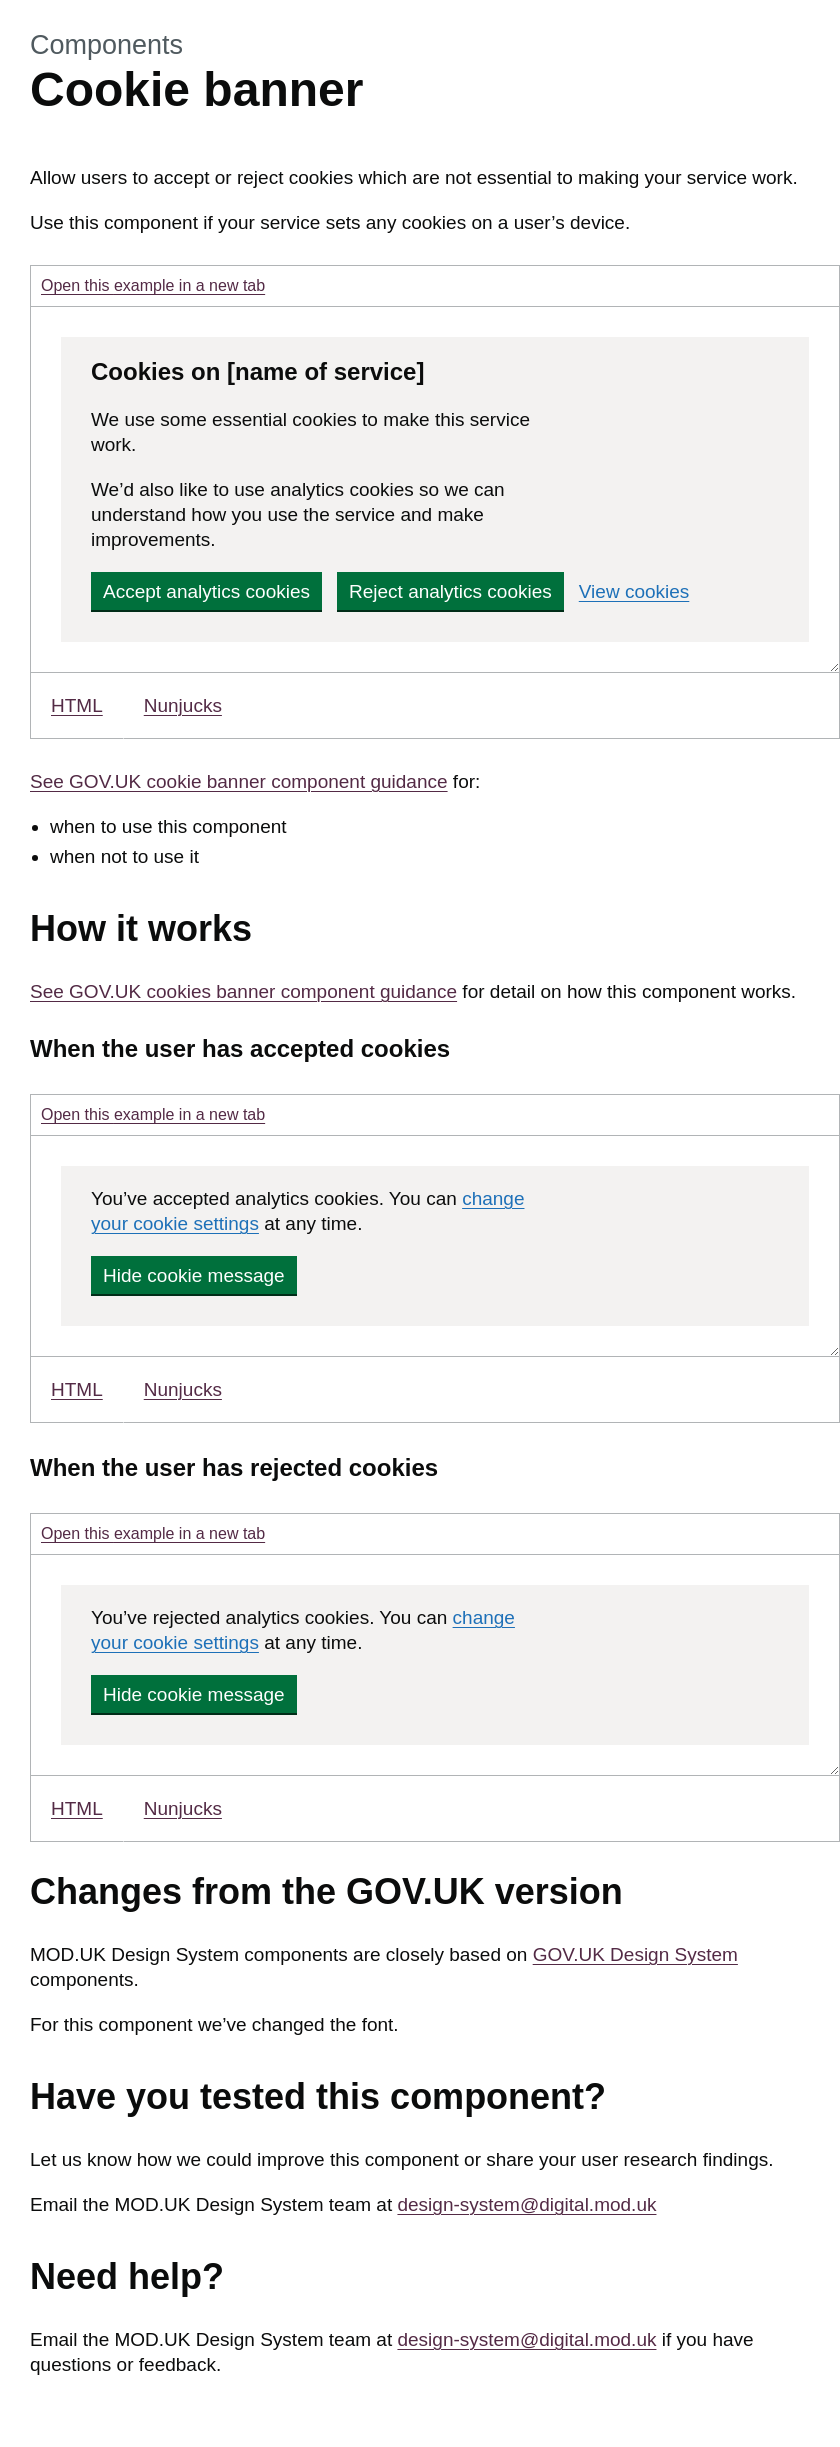 Components
Cookie banner
Allow users to accept or reject cookies which are not essential to making your service work.
Use this component if your service sets any cookies on a user’s device.
Open this example in a new tab
Cookies on [name of service]
We use some essential cookies to make this service
work.
We’d also like to use analytics cookies so we can
understand how you use the service and make
improvements.
Accept analytics cookies Reject analytics cookies View cookies
HTML Nunjucks
See GOV.UK cookie banner component guidance for:
• when to use this component
• when not to use it
How it works
See GOV.UK cookies banner component guidance for detail on how this component works.
When the user has accepted cookies
Open this example in a new tab
You’ve accepted analytics cookies. You can change
your cookie settings at any time.
Hide cookie message
HTML Nunjucks
When the user has rejected cookies
Open this example in a new tab
You’ve rejected analytics cookies. You can change
your cookie settings at any time.
Hide cookie message
HTML Nunjucks
Changes from the GOV.UK version
MOD.UK Design System components are closely based on GOV.UK Design System
components.
For this component we’ve changed the font.
Have you tested this component?
Let us know how we could improve this component or share your user research findings.
Email the MOD.UK Design System team at design-system@digital.mod.uk
Need help?
Email the MOD.UK Design System team at design-system@digital.mod.uk if you have
questions or feedback.